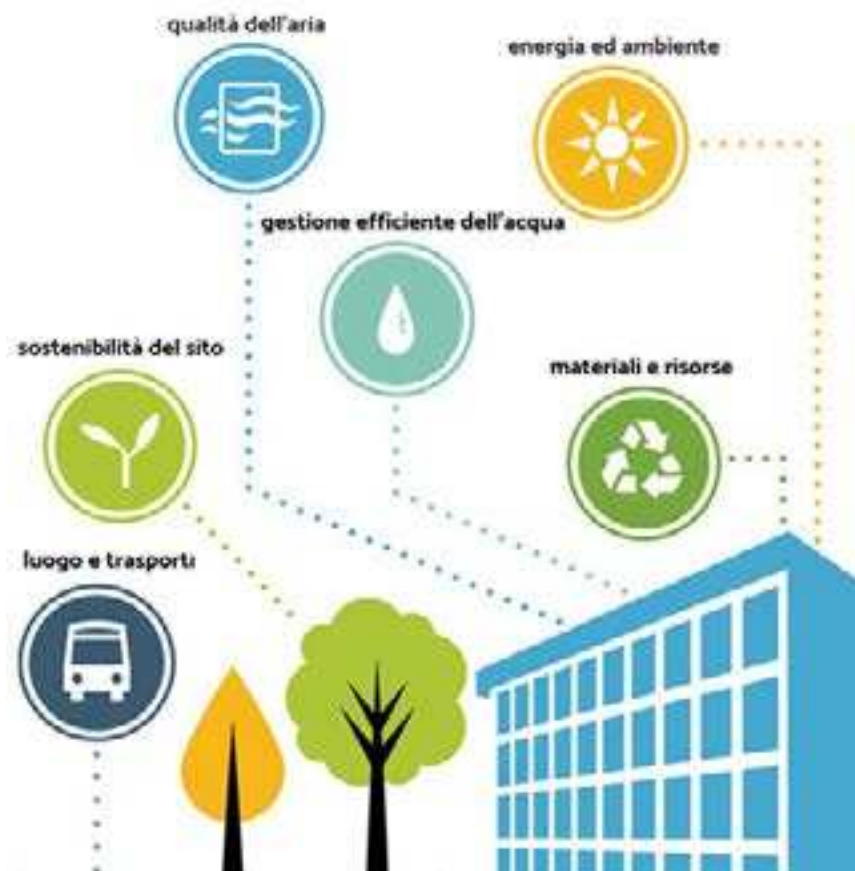 qualità dell'aria
energia ed ambiente
gestione efficiente dell'acqua
sostenibilità del sito
materiali e risorse
luogo e trasporti